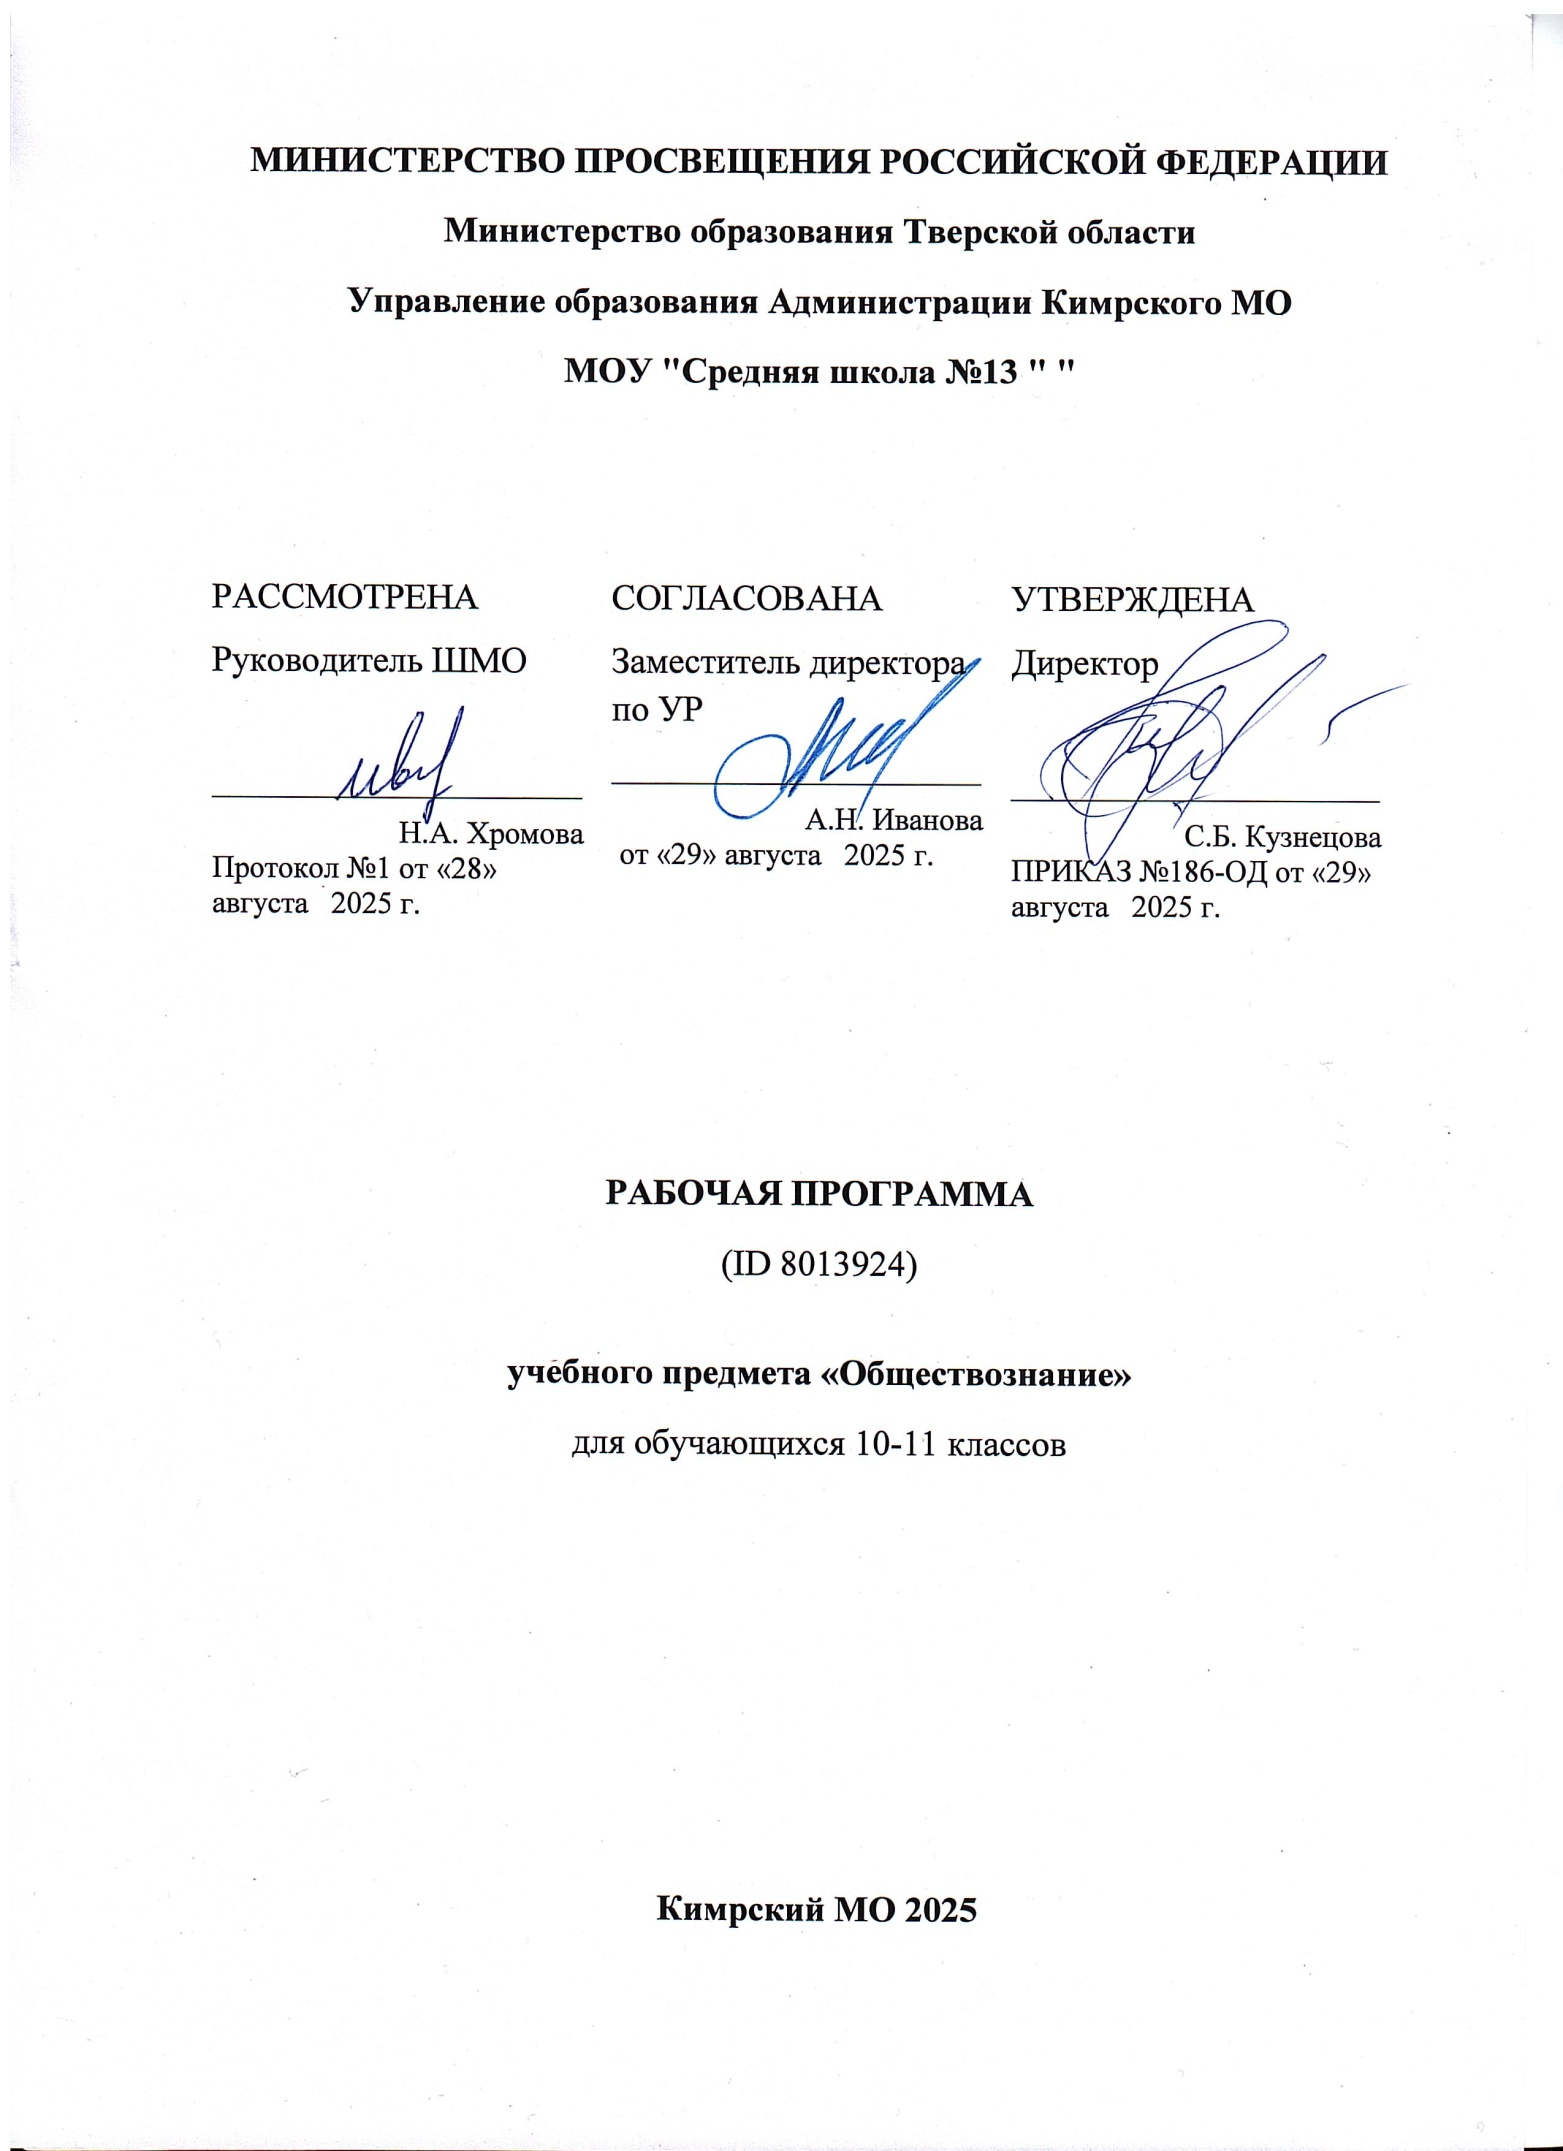 МИНИСТЕРСТВО ПРОСВЕЩЕНИЯ РОССИЙСКОЙ ФЕДЕРАЦИИ
Министерство образования Тверской области
Управление образования Администрации Кимрского МО
МОУ "Средняя школа №13 " "
РАССМОТРЕНА
Руководитель ШМО
Н.А. Хромова
Протокол №1 от «28»
августа 2025 г.
СОГЛАСОВАНА
Заместитель директора
по УР
А.Н. Иванова
от «29» августа 2025 г.
УТВЕРЖДЕНА
Директор
С.Б. Кузнецова
ПРИКАЗ №186-ОД от «29»
августа 2025 г.
РАБОЧАЯ ПРОГРАММА
(ID 8013924)
учебного предмета «Обществознание»
для обучающихся 10-11 классов
Кимрский МО 2025